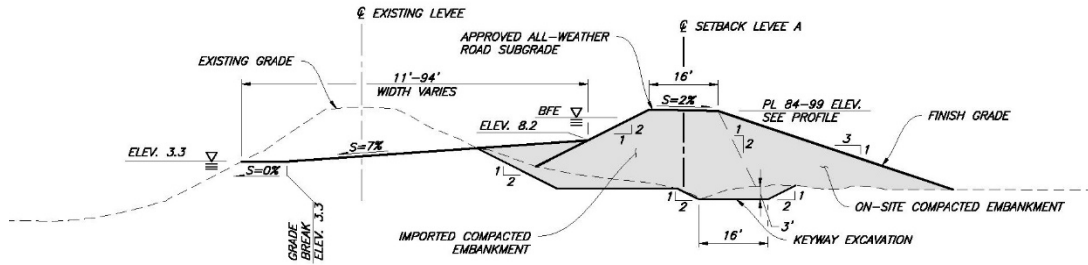 ℄ EXISTING LEVEE
℄ SETBACK LEVEE A
APPROVED ALL-WEATHER
ROAD SUBGRADE
EXISTING GRADE
11'-94'
WIDTH VARIES
16'
S=2%
BFE
PL 84-99 ELEV.
SEE PROFILE
FINISH GRADE
ELEV. 8.2
1
2
1
2
3
1
ELEV. 3.3
S=7%
S=0%
1
2
1
2
2
1
ON-SITE COMPACTED EMBANKMENT
GRADE
BREAK
ELEV. 3.3
IMPORTED COMPACTED
EMBANKMENT
16'
3'
KEYWAY EXCAVATION